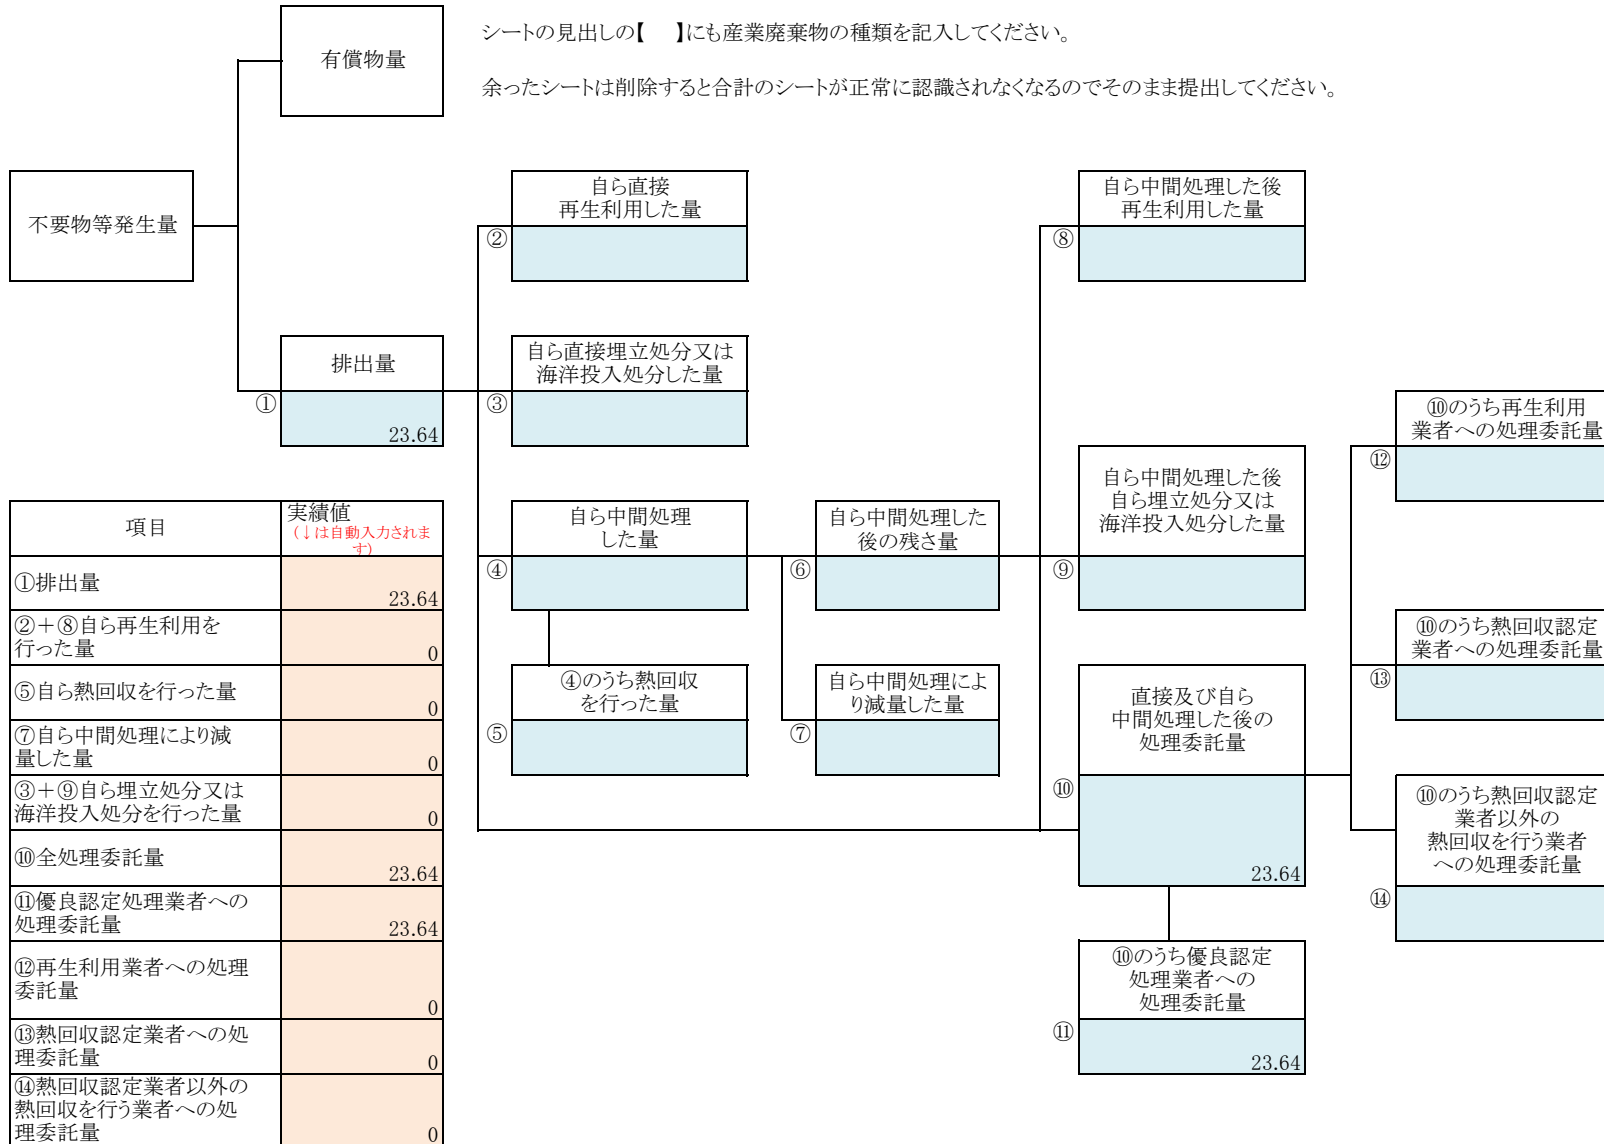 シートの見出しの【　】にも産業廃棄物の種類を記入してください。
有償物量
余ったシートは削除すると合計のシートが正常に認識されなくなるのでそのまま提出してください。
不要物等発生量
自ら直接
再生利用した量
②
自ら中間処理した後
再生利用した量
⑧
排出量
①
23.64
自ら直接埋立処分又は
海洋投入処分した量
③
⑩のうち再生利用
業者への処理委託量
⑫
自ら中間処理
した量
④
自ら中間処理した
後の残さ量
⑥
自ら中間処理した後
自ら埋立処分又は
海洋投入処分した量
⑨
⑩のうち熱回収認定
業者への処理委託量
⑬
④のうち熱回収
を行った量
⑤
自ら中間処理によ
り減量した量
⑦
直接及び自ら
中間処理した後の
処理委託量
⑩
23.64
⑩のうち熱回収認定
業者以外の
熱回収を行う業者
への処理委託量
⑭
⑩のうち優良認定
処理業者への
処理委託量
⑪
23.64
項目
実績値
(↓は自動入力されま
す)
①排出量
23.64
②+⑧自ら再生利用を
行った量
0
⑤自ら熱回収を行った量
0
⑦自ら中間処理により減
量した量
0
③+⑨自ら埋立処分又は
海洋投入処分を行った量
0
⑩全処理委託量
23.64
⑪優良認定処理業者への
処理委託量
23.64
⑫再生利用業者への処理
委託量
0
⑬熱回収認定業者への処
理委託量
0
⑭熱回収認定業者以外の
熱回収を行う業者への処
理委託量
0